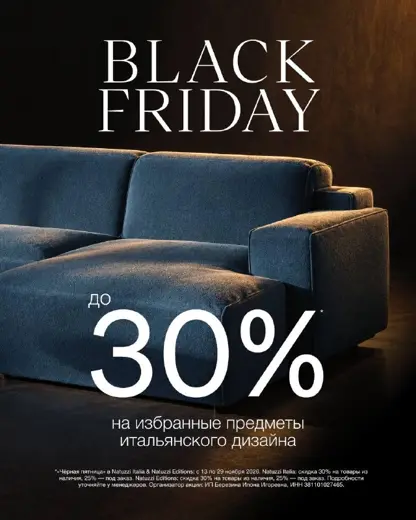 BLACK
FRIDAY
до
30%*
на избранные предметы
итальянского дизайна
*«Чёрная пятница» в Natuzzi Italia & Natuzzi Editions: с 13 по 29 ноября 2026. Natuzzi Italia: скидка 30% на товары из
наличия, 25% — под заказ. Natuzzi Editions: скидка 30% на товары из наличия, 25% — под заказ. Подробности
уточняйте у менеджеров. Организатор акции: ИП Березина Илона Игоревна, ИНН 381101027465.